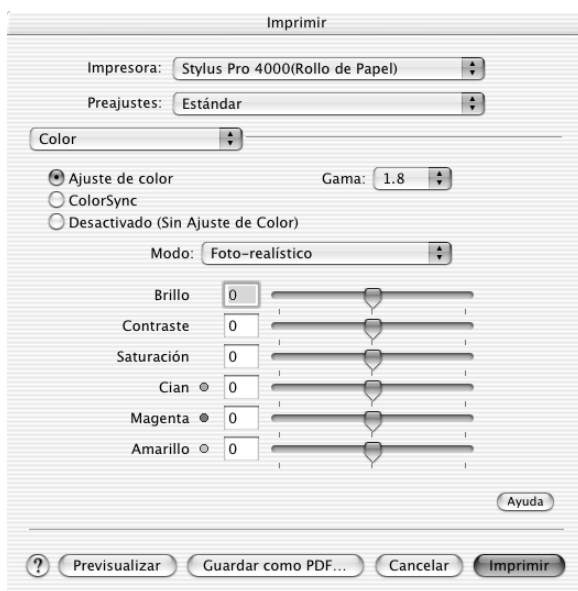 Imprimir
Impresora: Stylus Pro 4000(Rollo de Papel)
Preajustes: Estándar
Color
Ajuste de color Gama: 1.8
ColorSync
Desactivado (Sin Ajuste de Color)
Modo: Foto-realístico
Brillo 0
Contraste 0
Saturación 0
Cian 0
Magenta 0
Amarillo 0
Ayuda
? Previsualizar Guardar como PDF... Cancelar Imprimir